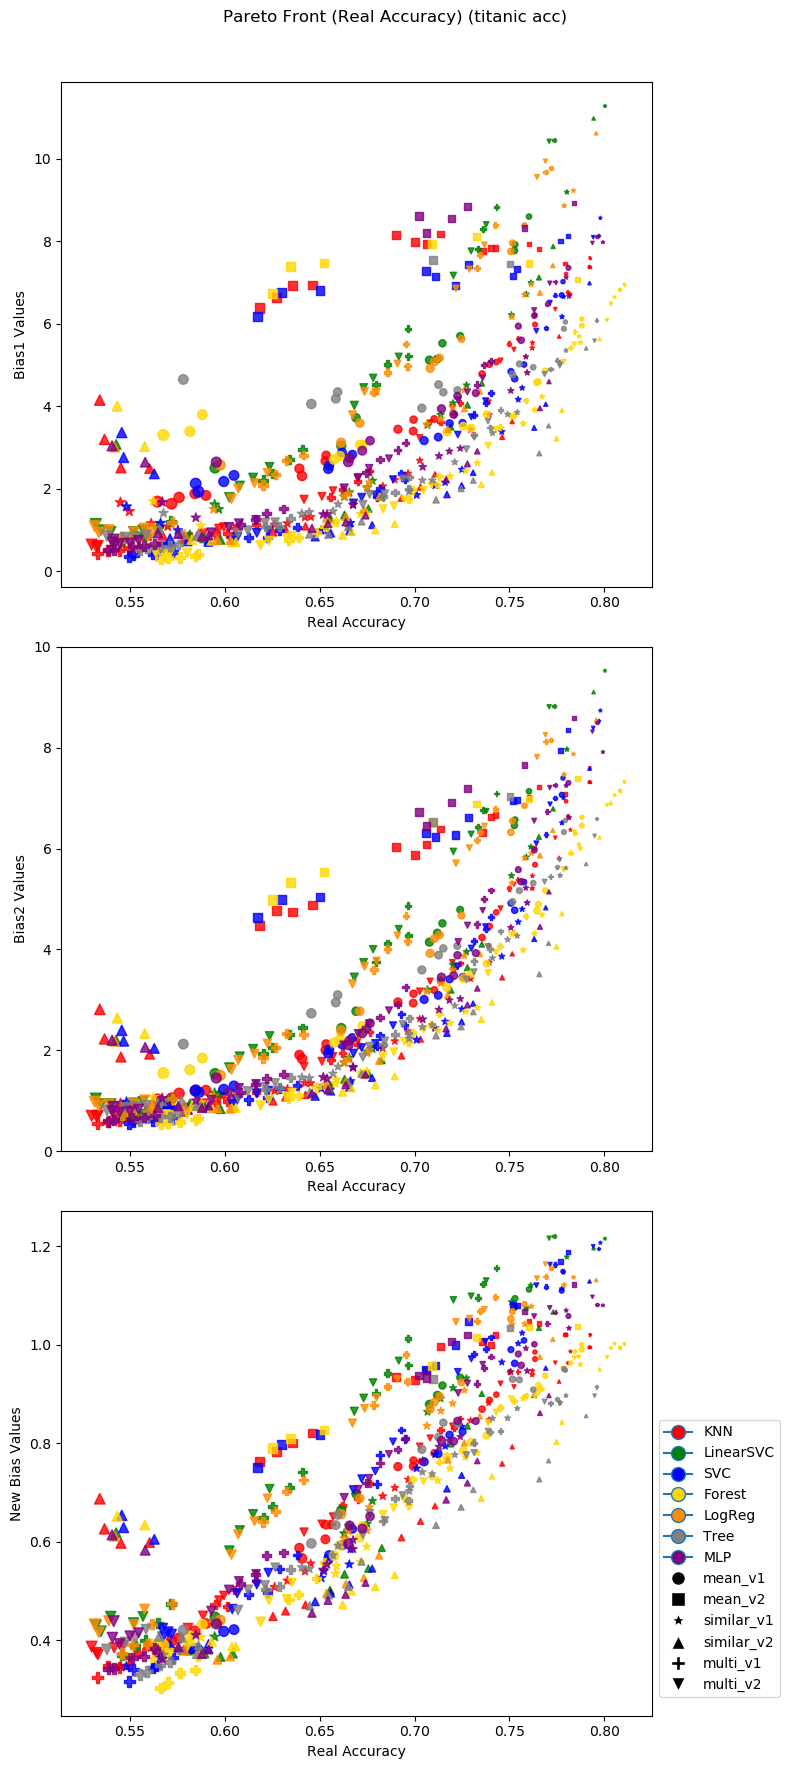 Pareto Front (Real Accuracy) (titanic acc)
10
8
6
4
2
0
Bias1 Values
0.55 0.60 0.65 0.70 0.75 0.80
Real Accuracy
10
8
6
4
2
0
Bias2 Values
0.55 0.60 0.65 0.70 0.75 0.80
Real Accuracy
1.2
1.0
0.8
0.6
0.4
New Bias Values
0.55 0.60 0.65 0.70 0.75 0.80
Real Accuracy
KNN
LinearSVC
SVC
Forest
LogReg
Tree
MLP
mean_v1
mean_v2
similar_v1
similar_v2
multi_v1
multi_v2